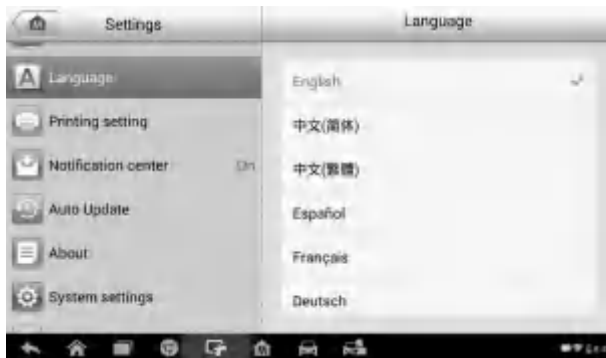 Settings
Language
Language
English
Printing setting
中文(简体)
Notification center
On
中文(繁體)
Auto Update
Español
About
Français
System settings
Deutsch